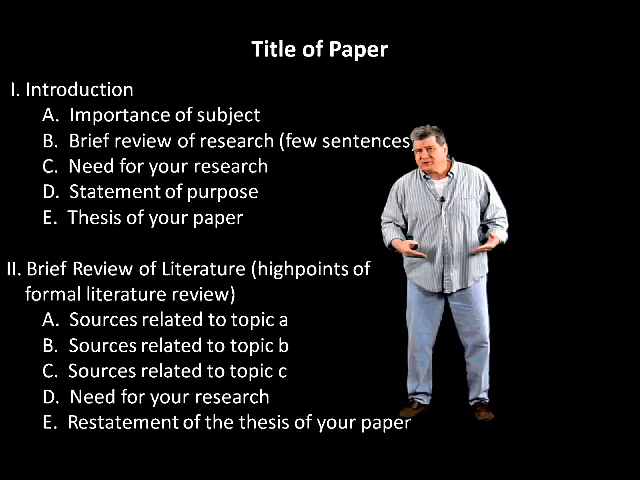 Title of Paper
I. Introduction
A. Importance of subject
B. Brief review of research (few sentences
C. Need for your research
D. Statement of purpose
E. Thesis of your paper
II. Brief Review of Literature (highpoints of
formal literature review)
A. Sources related to topic a
B. Sources related to topic b
C. Sources related to topic c
D. Need for your research
E. Restatement of the thesis of your paper